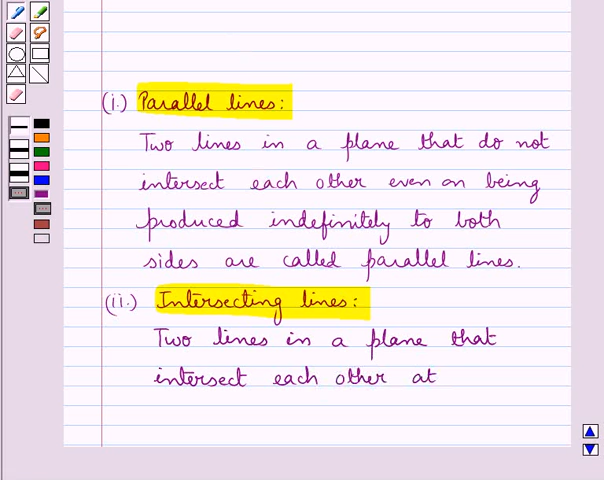 (i.) Parallel lines:
Two lines in a plane that do not
intersect each other even on being
produced indefinitely to both
sides are called parallel lines.
(ii.) Intersecting lines:
Two lines in a plane that
intersect each other at